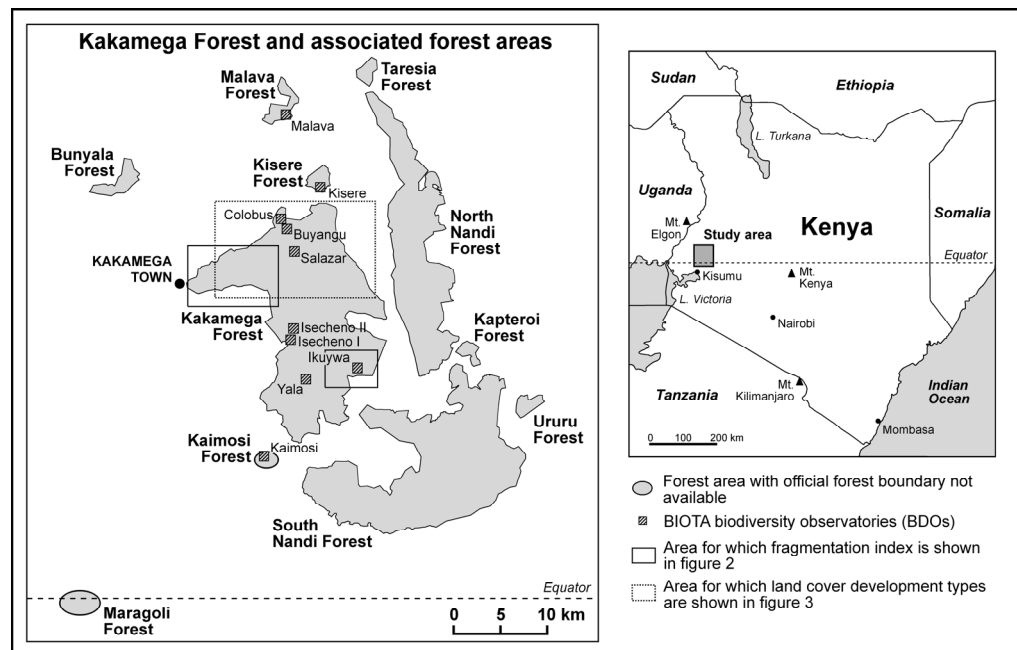 Kakamega Forest and associated forest areas
Taresia
Forest
Malava
Forest
Malava
Bunyala
Forest
Kisere
Forest
Kisere
Colobus
Buyangu
Salazar
North
Nandi
Forest
KAKAMEGA
TOWN
Kakamega
Forest
Isecheno II
Isecheno I
Ikuywa
Yala
Kapteroi
Forest
Ururu
Forest
Kaimosi
Forest
Kaimosi
South
Nandi Forest
Equator
Maragoli
Forest
0 5 10 km
Sudan
Ethiopia
L. Turkana
Uganda
Mt.
Elgon
Kenya
Somalia
Study area
Equator
Kisumu
Mt.
Kenya
L. Victoria
Nairobi
Tanzania
Mt.
Kilimanjaro
Indian
Ocean
Mombasa
0 100 200 km
Forest area with official forest boundary not
available
BIOTA biodiversity observatories (BDOs)
Area for which fragmentation index is shown
in figure 2
Area for which land cover development types
are shown in figure 3